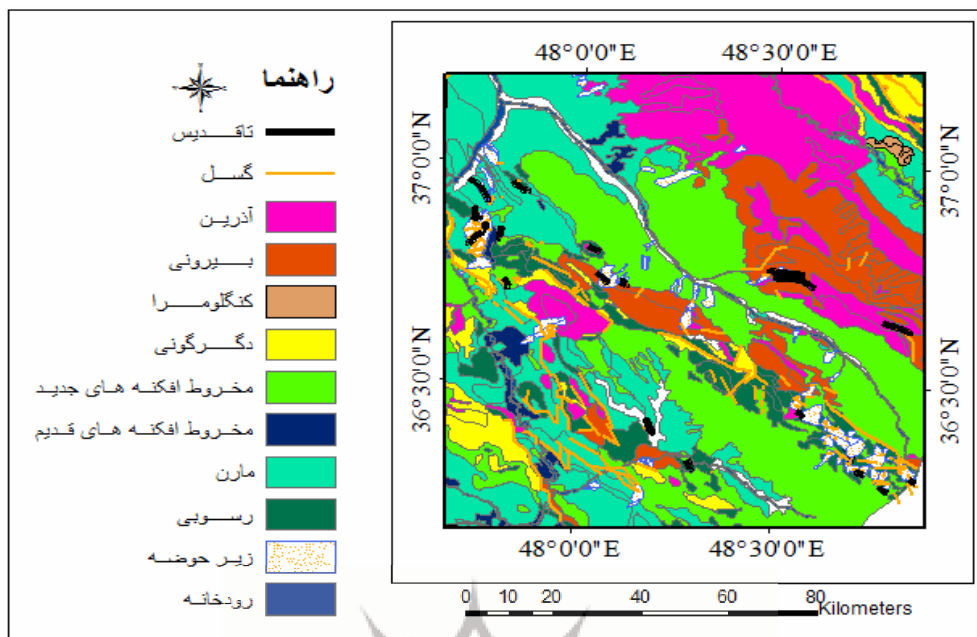 راهنما
تاقدیس
گسل
آذرین
بیرونی
کنگلومرا
دگرگونی
مخروط افکنه های جدید
مخروط افکنه های قدیم
مارن
رسوبی
زیر حوضه
رودخانه
48°0'0"E 48°30'0"E
37°0'0"N 37°0'0"N
36°30'0"N 36°30'0"N
48°0'0"E 48°30'0"E
0 5 10 20 40 60 80
Kilometers